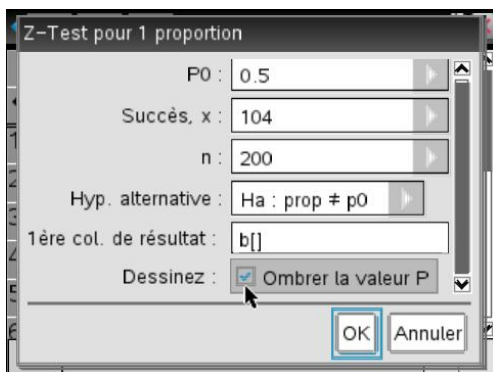 Z-Test pour 1 proportion
P0 : 0.5
Succès, x : 104
n : 200
Hyp. alternative : Ha : prop ≠ p0
1ère col. de résultat : b[]
Dessinez : Ombrer la valeur P
OK Annuler